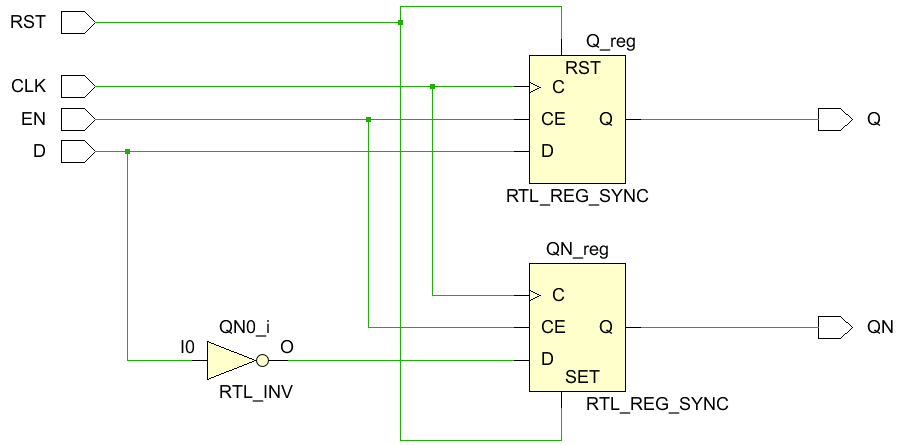 RST
Q_reg
RST
CLK
C
EN
CE
Q
Q
D
D
RTL_REG_SYNC
QN_reg
C
QN0_i
CE
Q
QN
I0
O
D
SET
RTL_INV
RTL_REG_SYNC